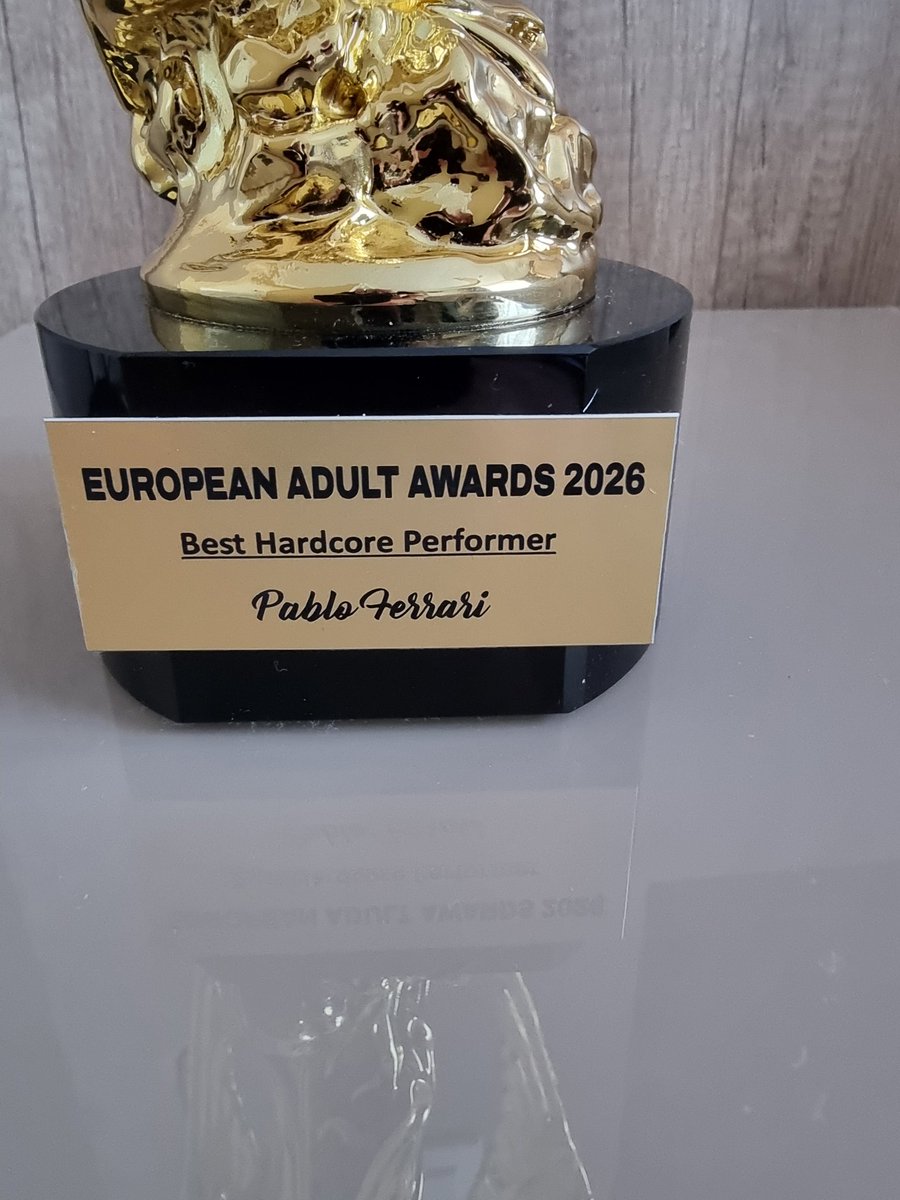 EUROPEAN ADULT AWARDS 2026
Best Hardcore Performer
Pablo Ferrari